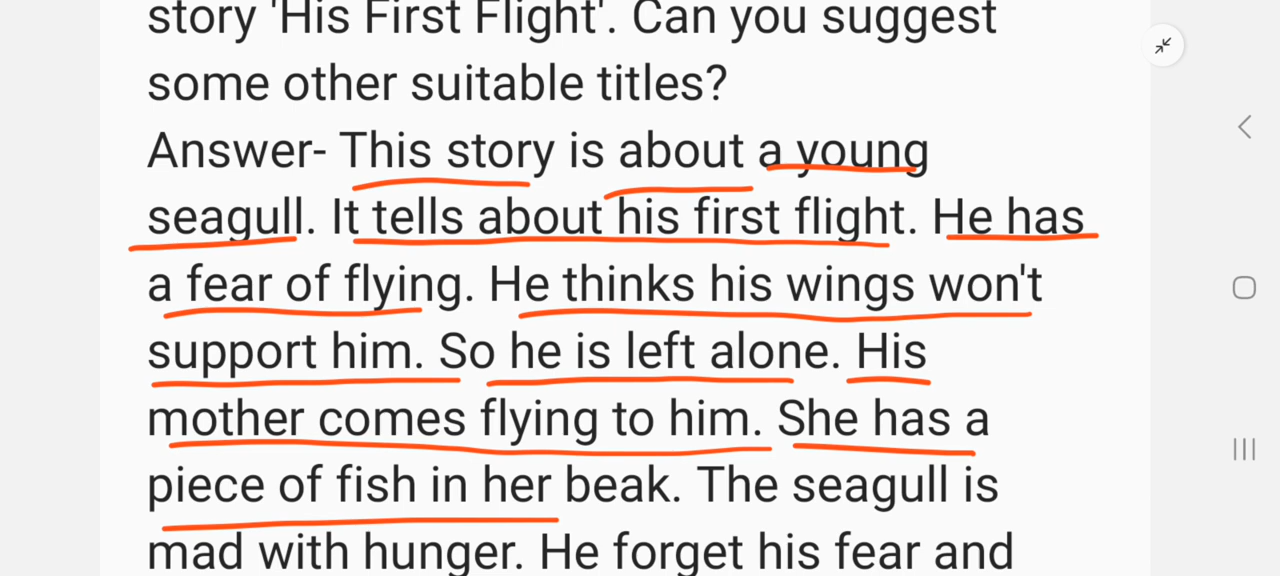 story 'His First Flight'. Can you suggest
some other suitable titles?
Answer- This story is about a young
seagull. It tells about his first flight. He has
a fear of flying. He thinks his wings won't
support him. So he is left alone. His
mother comes flying to him. She has a
piece of fish in her beak. The seagull is
mad with hunger. He forget his fear and